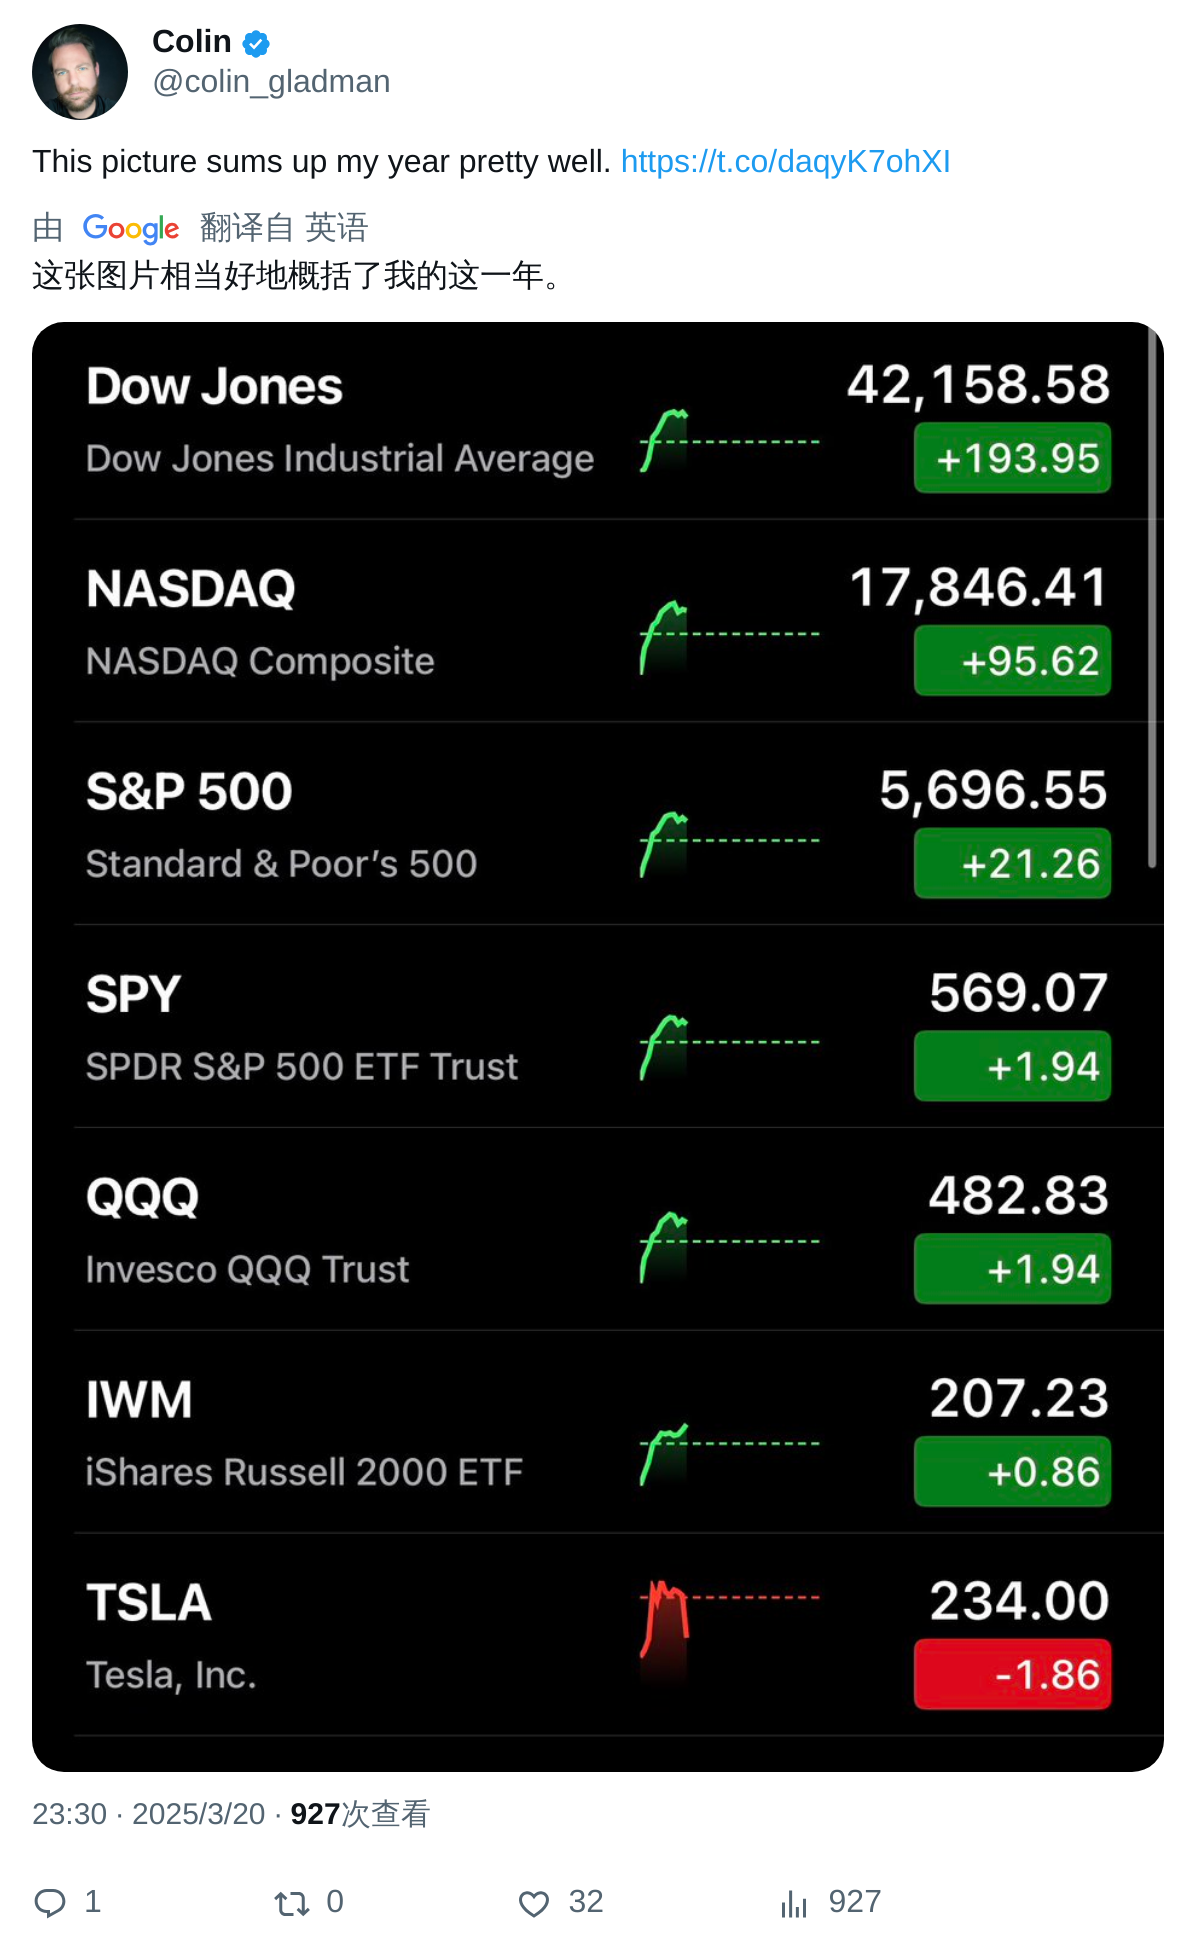 Colin
@colin_gladman
This picture sums up my year pretty well. https://t.co/daqyK7ohXI
由 Google 翻译自 英语
这张图片相当好地概括了我的这一年。
Dow Jones 42,158.58
Dow Jones Industrial Average +193.95
NASDAQ 17,846.41
NASDAQ Composite +95.62
S&P 500 5,696.55
Standard & Poor’s 500 +21.26
SPY 569.07
SPDR S&P 500 ETF Trust +1.94
QQQ 482.83
Invesco QQQ Trust +1.94
IWM 207.23
iShares Russell 2000 ETF +0.86
TSLA 234.00
Tesla, Inc. -1.86
23:30 · 2025/3/20 · 927次查看
1 0 32 927